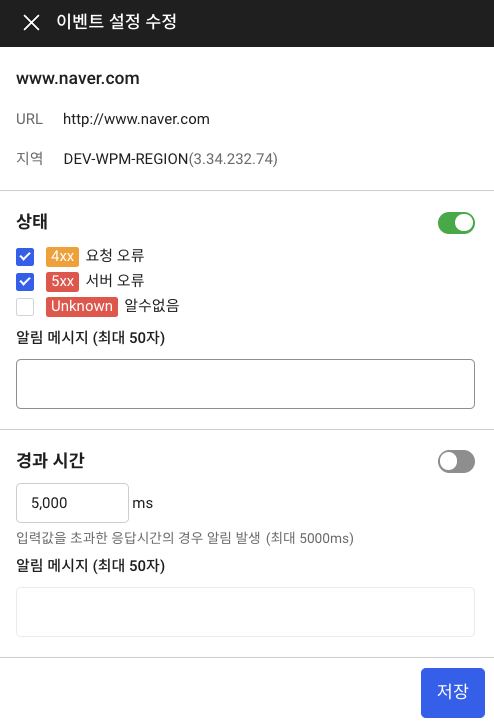 이벤트 설정 수정
www.naver.com
URL http://www.naver.com
지역 DEV-WPM-REGION(3.34.232.74)
상태
4xx 요청 오류
5xx 서버 오류
Unknown 알수없음
알림 메시지 (최대 50자)
경과 시간
5,000 ms
입력값을 초과한 응답시간의 경우 알림 발생 (최대 5000ms)
알림 메시지 (최대 50자)
저장